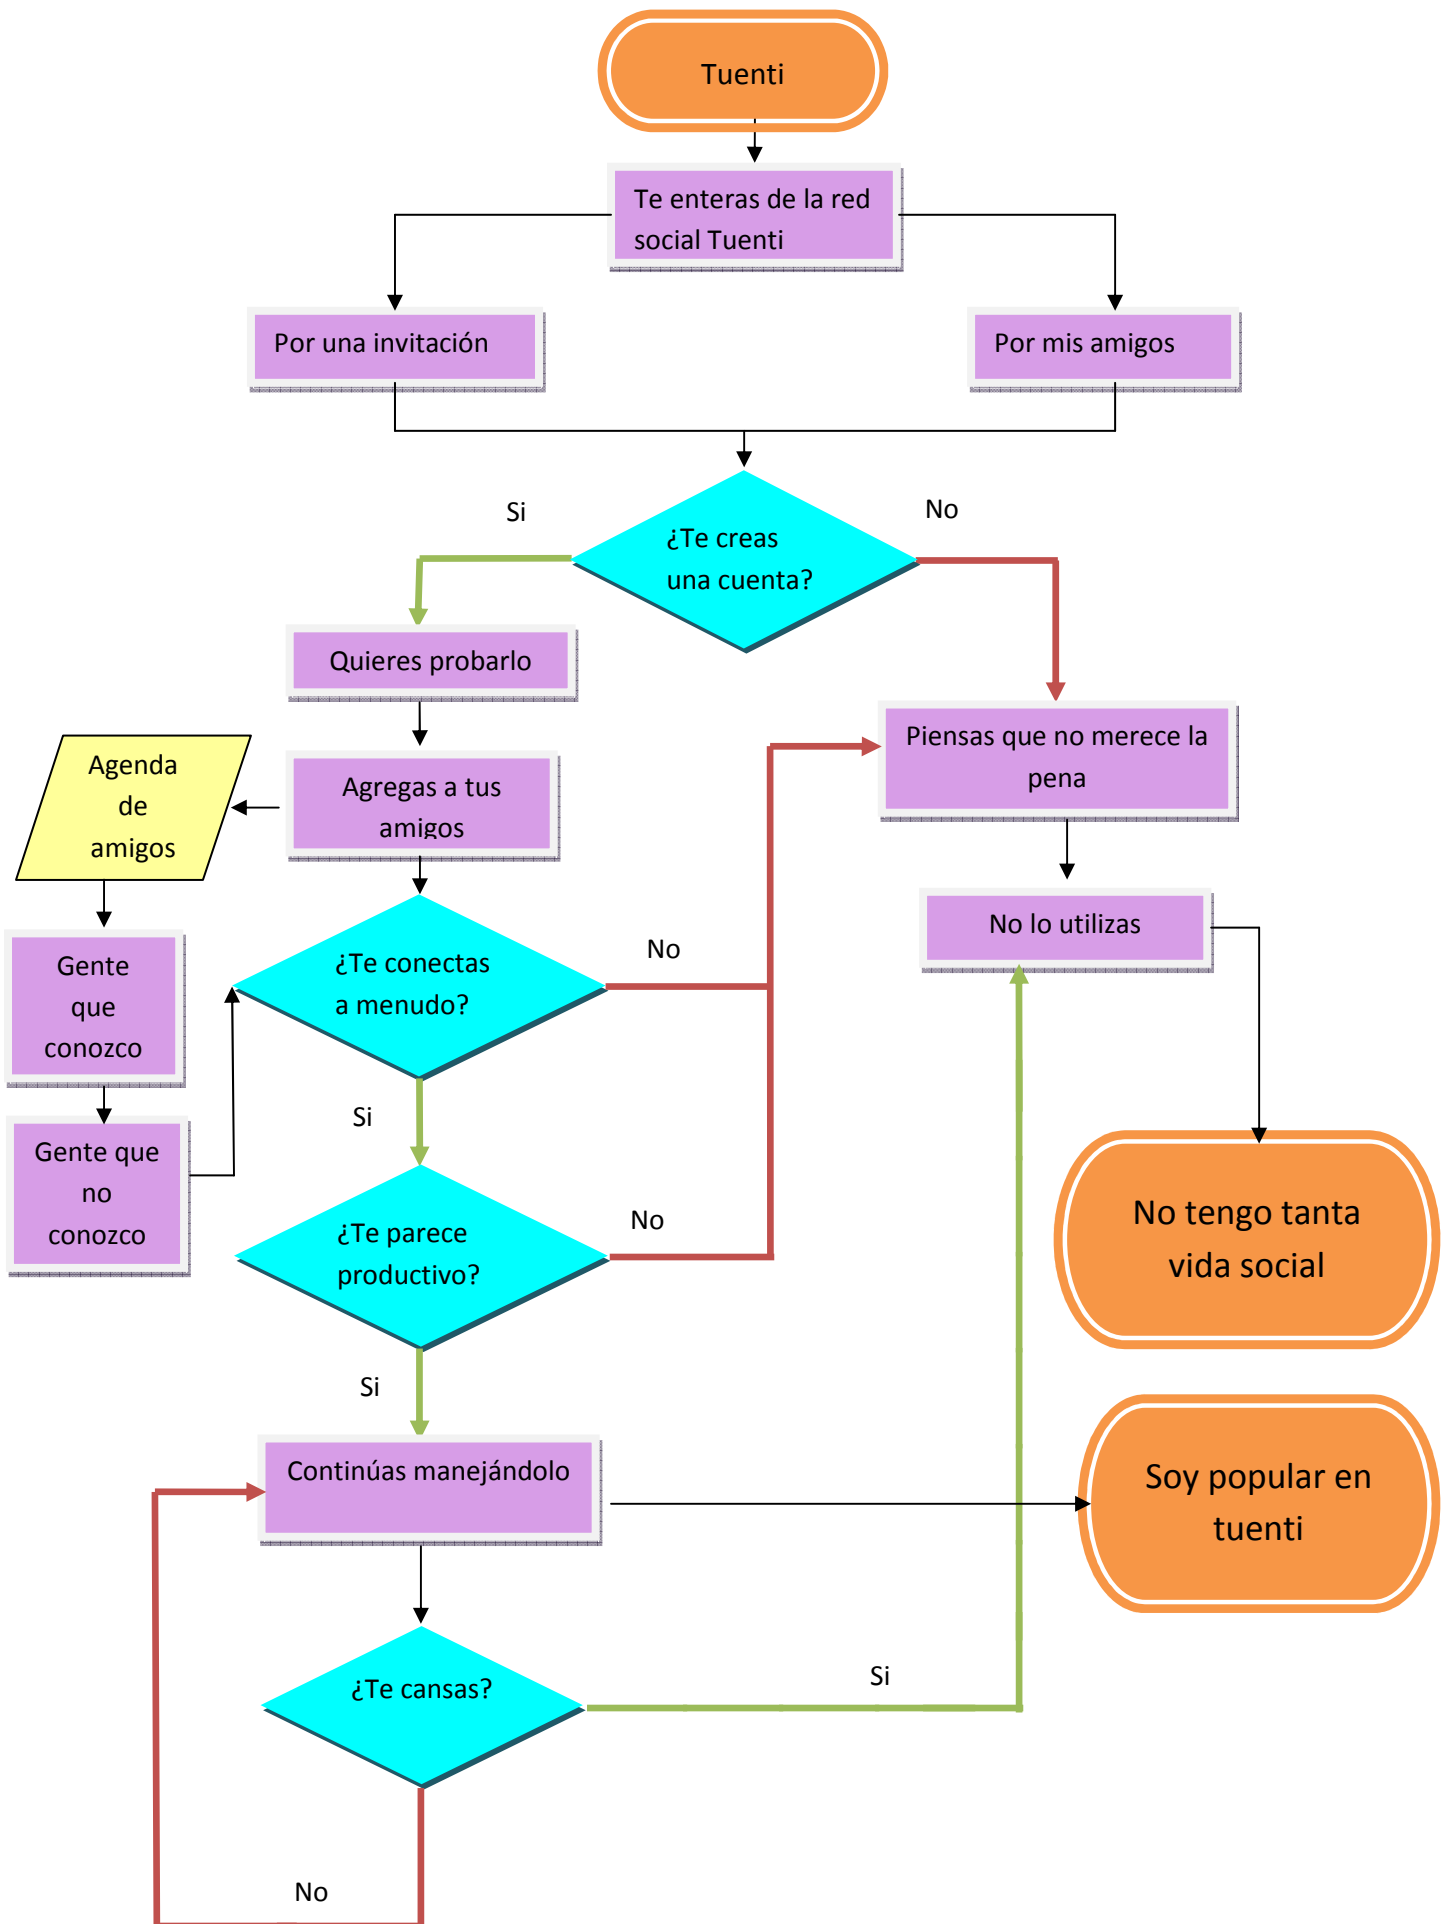 Tuenti
Te enteras de la red
social Tuenti
Por una invitación
Por mis amigos
Si
No
¿Te creas
una cuenta?
Quieres probarlo
Piensas que no merece la
pena
Agenda
de
amigos
Agregas a tus
amigos
No lo utilizas
Gente
que
conozco
¿Te conectas
a menudo?
No
Si
Gente que
no
conozco
¿Te parece
productivo?
No
No tengo tanta
vida social
Si
Continúas manejándolo
Soy popular en
tuenti
¿Te cansas?
Si
No